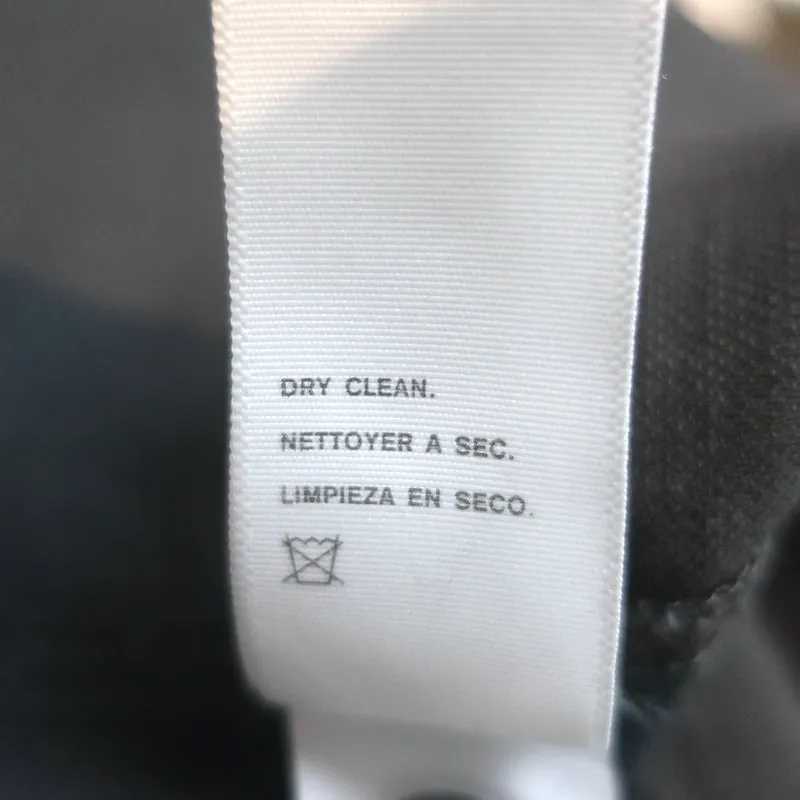 DRY CLEAN.
NETTOYER A SEC.
LIMPIEZA EN SECO.